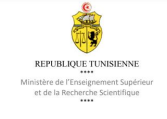 REPUBLIQUE TUNISIENNE
****
Ministère de l'Enseignement Supérieur
et de la Recherche Scientifique
****